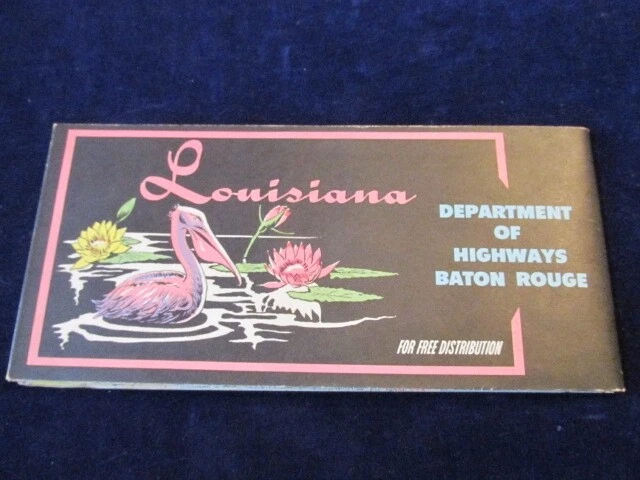 Louisiana
DEPARTMENT
OF
HIGHWAYS
BATON ROUGE
FOR FREE DISTRIBUTION